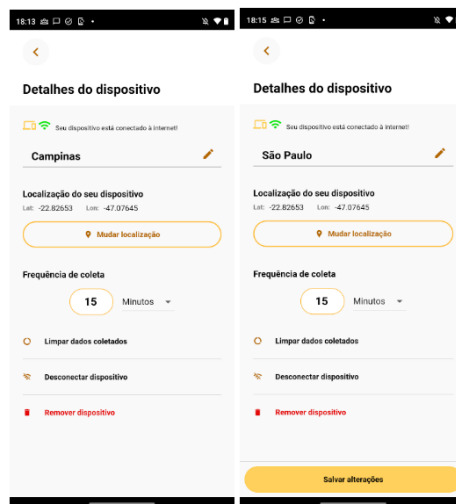 18:13
Detalhes do dispositivo
Seu dispositivo está conectado à internet!
Campinas
Localização do seu dispositivo
Lat: -22.82653 Lon: -47.07645
Mudar localização
Frequência de coleta
15 Minutos
Limpar dados coletados
Desconectar dispositivo
Remover dispositivo
18:15
Detalhes do dispositivo
Seu dispositivo está conectado à internet!
São Paulo
Localização do seu dispositivo
Lat: -22.82653 Lon: -47.07645
Mudar localização
Frequência de coleta
15 Minutos
Limpar dados coletados
Desconectar dispositivo
Remover dispositivo
Salvar alterações